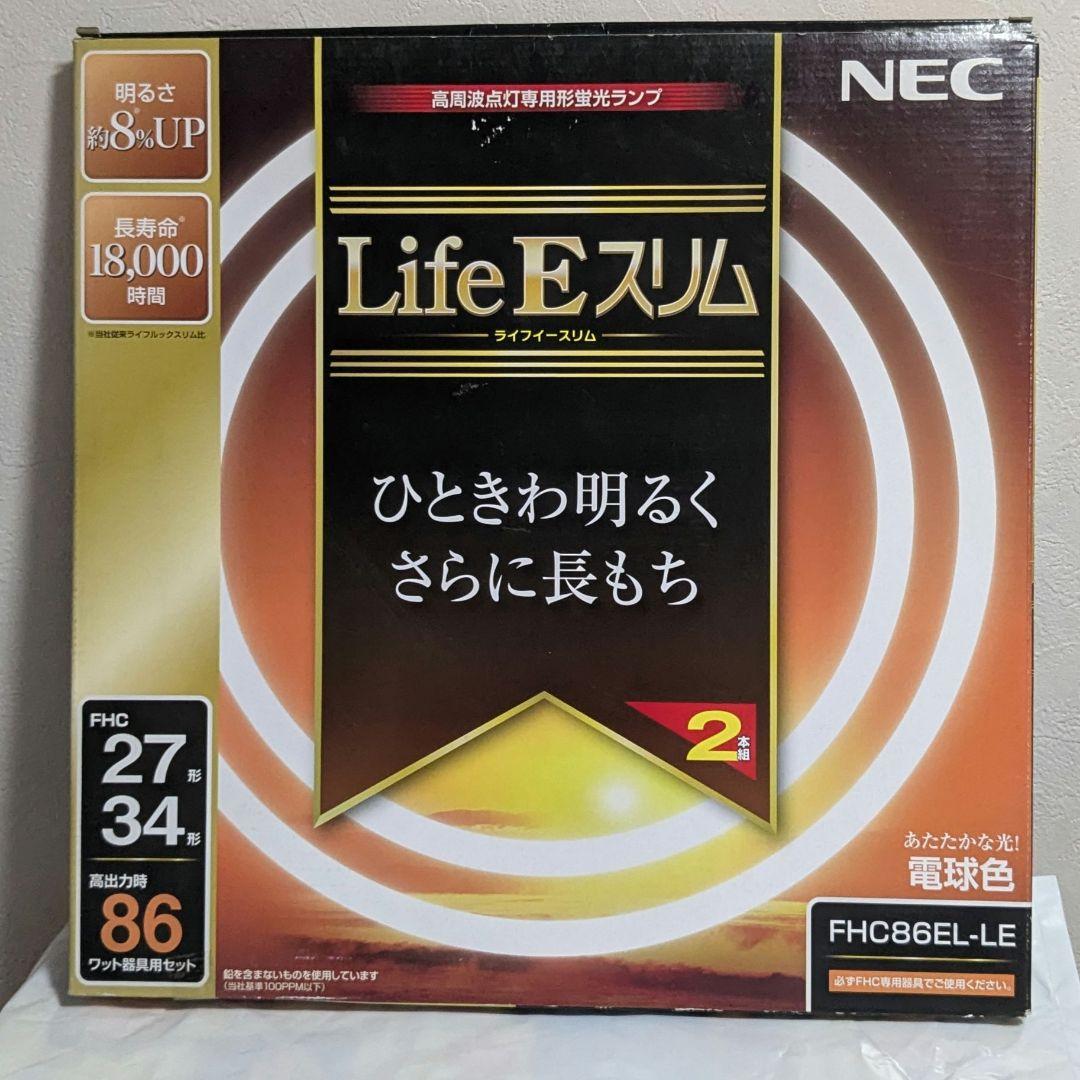 明るさ
約8%※UP
長寿命※
18,000
時間
※当社従来ライフルックスリム比
高周波点灯専用形蛍光ランプ
NEC
Life Eスリム
ライフイースリム
ひときわ明るく
さらに長もち
2本組
FHC
27形
34形
高出力時
86
ワット器具用セット
鉛を含まないものを使用しています
(当社基準100PPM以下)
あたたかな光!
電球色
FHC86EL-LE
必ずFHC専用器具でご使用ください。